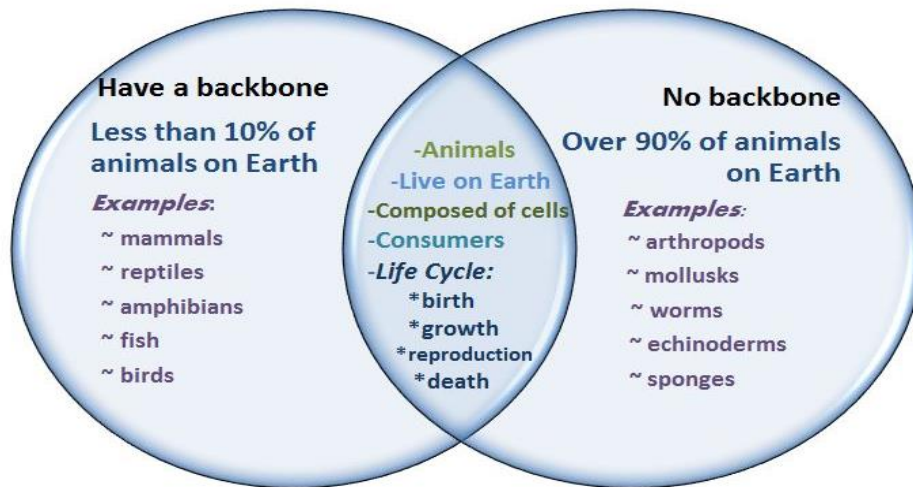 Have a backbone
Less than 10% of
animals on Earth
Examples:
~ mammals
~ reptiles
~ amphibians
~ fish
~ birds
-Animals
-Live on Earth
-Composed of cells
-Consumers
-Life Cycle:
*birth
*growth
*reproduction
*death
No backbone
Over 90% of animals
on Earth
Examples:
~ arthropods
~ mollusks
~ worms
~ echinoderms
~ sponges